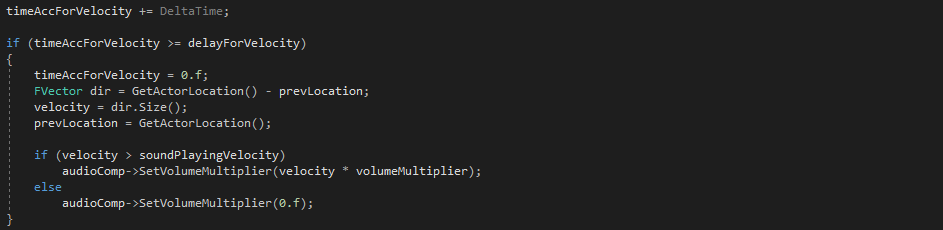 timeAccForVelocity += DeltaTime;
if (timeAccForVelocity >= delayForVelocity)
{
timeAccForVelocity = 0.f;
FVector dir = GetActorLocation() - prevLocation;
velocity = dir.Size();
prevLocation = GetActorLocation();
if (velocity > soundPlayingVelocity)
audioComp->SetVolumeMultiplier(velocity * volumeMultiplier);
else
audioComp->SetVolumeMultiplier(0.f);
}